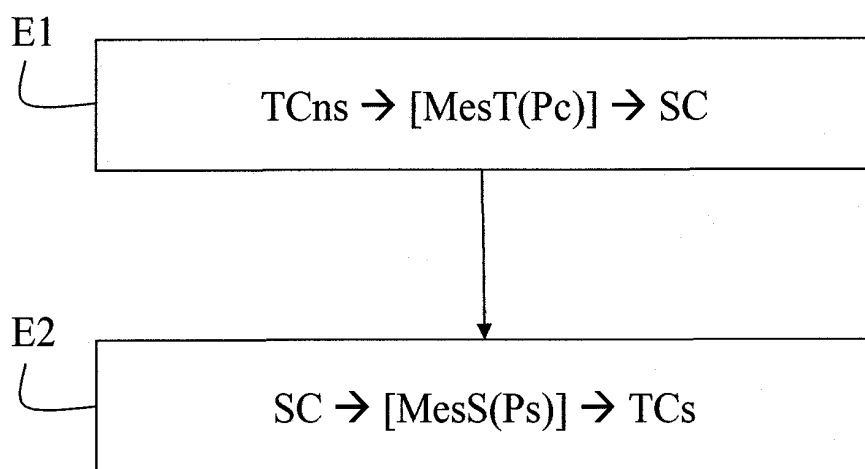 E1
TCns → [MesT(Pc)] → SC
E2
SC → [MesS(Ps)] → TCs